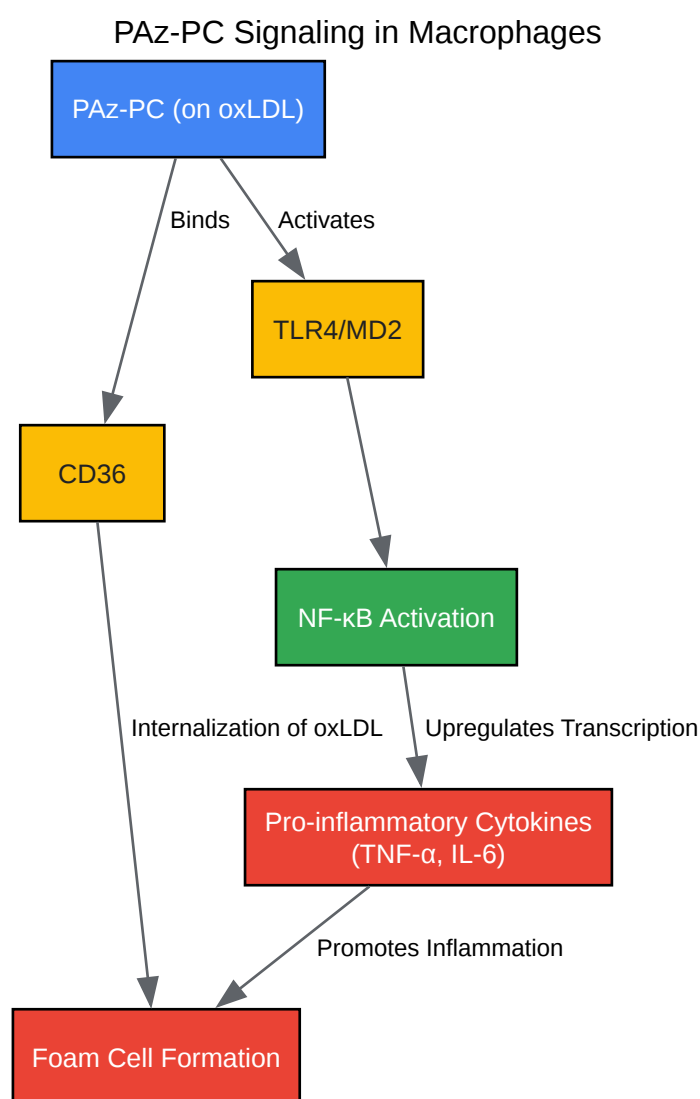 PAz-PC Signaling in Macrophages
PAz-PC (on oxLDL)
Binds
Activates
TLR4/MD2
CD36
NF-κB Activation
Internalization of oxLDL
Upregulates Transcription
Pro-inflammatory Cytokines
(TNF-α, IL-6)
Promotes Inflammation
Foam Cell Formation